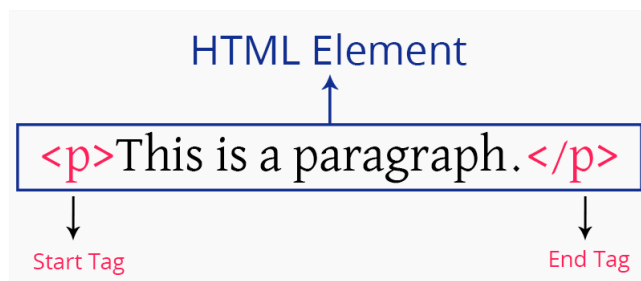 HTML Element
<p>This is a paragraph.</p>
Start Tag
End Tag